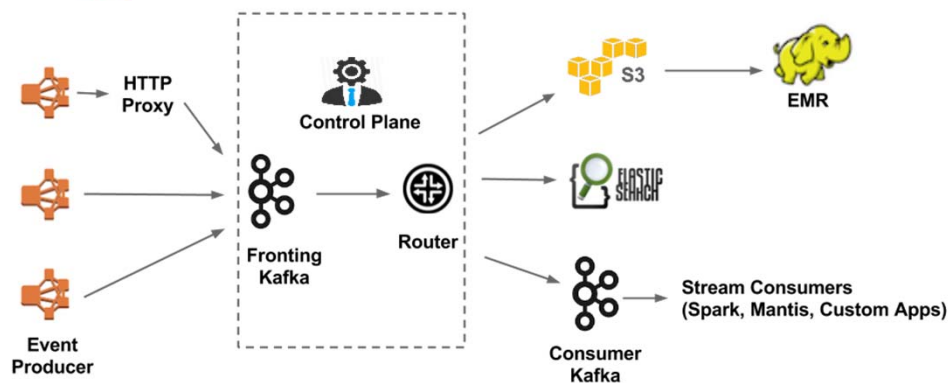 HTTP
Proxy
Event
Producer
Control Plane
Fronting
Kafka
Router
S3
EMR
ELASTIC
SEARCH
Consumer
Kafka
Stream Consumers
(Spark, Mantis, Custom Apps)